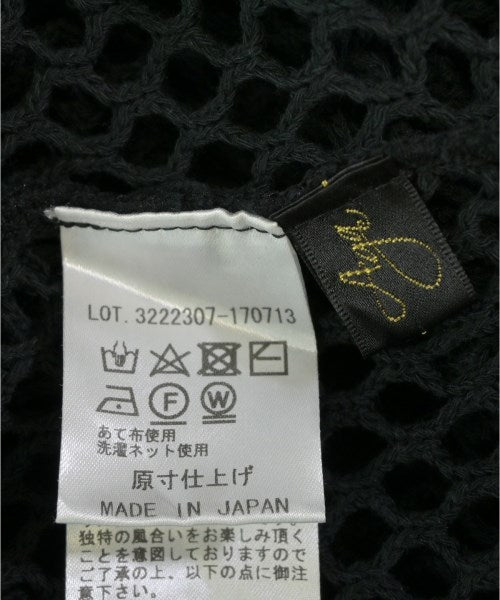 LOT. 3222307-170713
F W
あて布使用
洗濯ネット使用
原寸仕上げ
MADE IN JAPAN
独特の風合いをお楽しみ頂く
ことを意図しておりますので
ご了承の上、以下の点に御注
意下さい。